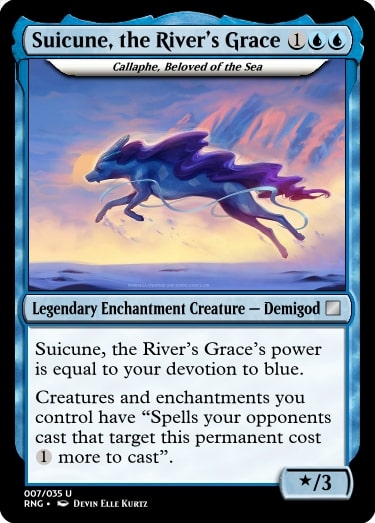 Suicune, the River's Grace 1
Callaphe, Beloved of the Sea
Legendary Enchantment Creature — Demigod
Suicune, the River's Grace's power
is equal to your devotion to blue.
Creatures and enchantments you
control have “Spells your opponents
cast that target this permanent cost
1 more to cast”.
★/3
007/035 U
RNG • Devin Elle Kurtz